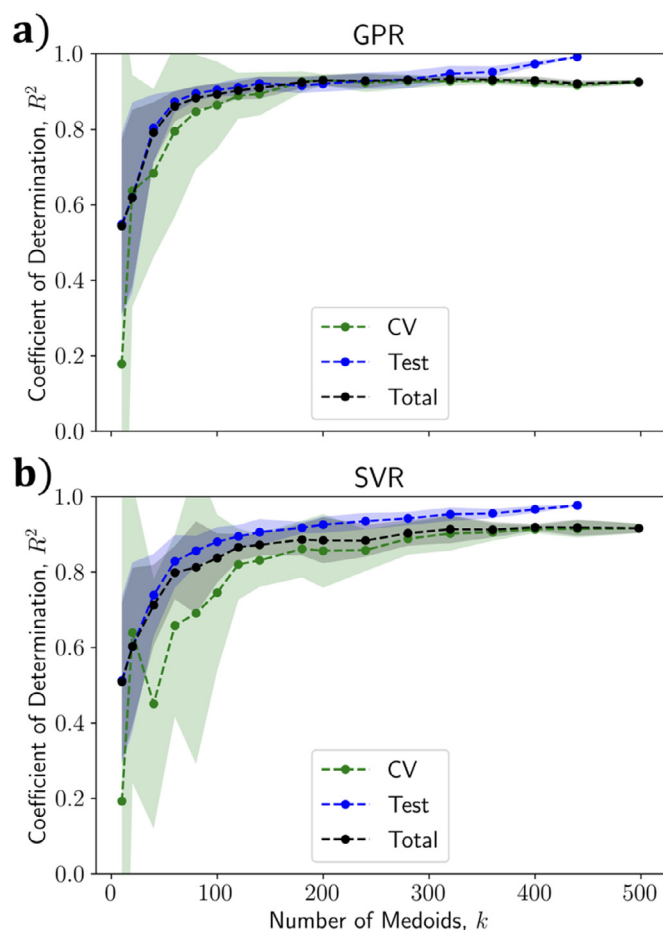 a)
GPR
1.0
0.8
0.6
0.4
0.2
0.0
Coefficient of Determination, R²
CV
Test
Total
b)
SVR
1.0
0.8
0.6
0.4
0.2
0.0
Coefficient of Determination, R²
CV
Test
Total
0 100 200 300 400 500
Number of Medoids, k